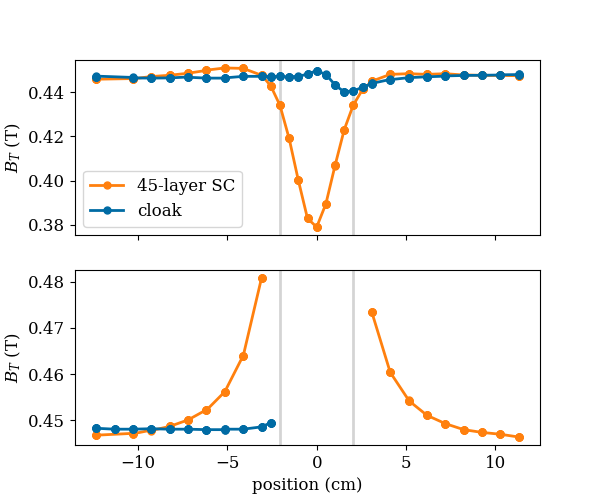 0.44
0.42
0.40
0.38
B_T (T)
45-layer SC
cloak
0.48
0.47
0.46
0.45
B_T (T)
−10
−5
0
5
10
position (cm)